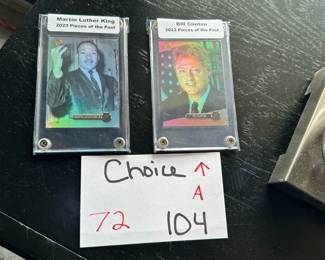 Martin Luther King
2023 Pieces of the Past
Bill Clinton
2023 Pieces of the Past
Choice
A
72
104